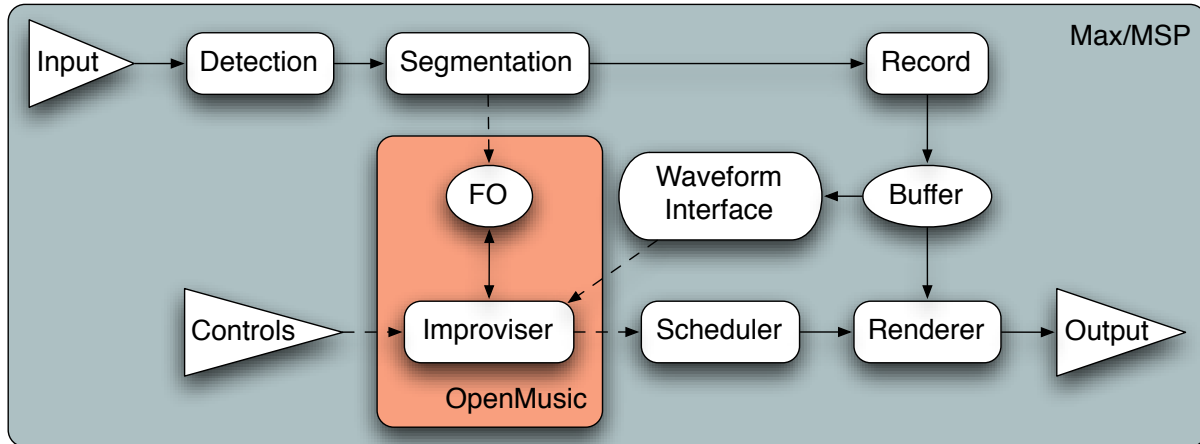 Max/MSP
Input
Detection
Segmentation
Record
FO
Waveform
Interface
Buffer
Controls
Improviser
Scheduler
Renderer
Output
OpenMusic